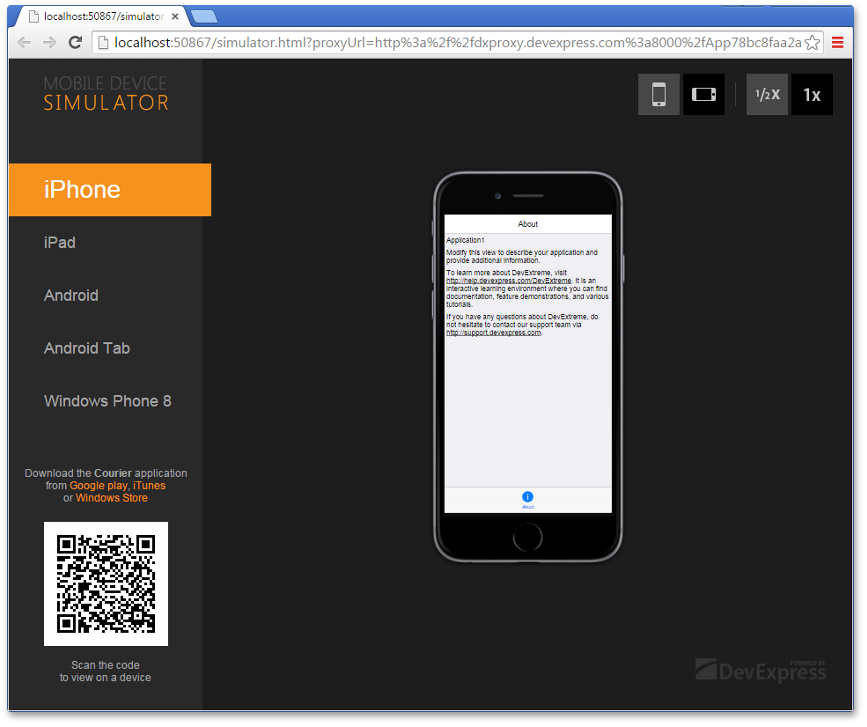 localhost:50867/simulator
localhost:50867/simulator.html?proxyUrl=http%3a%2f%2fdxproxy.devexpress.com%3a8000%2fApp78bc8faa2a
MOBILE DEVICE
SIMULATOR
1/2X
1x
iPhone
iPad
Android
Android Tab
Windows Phone 8
Download the Courier application
from Google play, iTunes
or Windows Store
Scan the code
to view on a device
About
Application1
Modify this view to describe your application and
provide additional information.
To learn more about DevExtreme, visit
http://help.devexpress.com/DevExtreme. It is an
interactive learning environment where you can find
documentation, feature demonstrations, and various
tutorials.
If you have any questions about DevExtreme, do
not hesitate to contact our support team via
http://support.devexpress.com.
About
POWERED BY
DevExpress